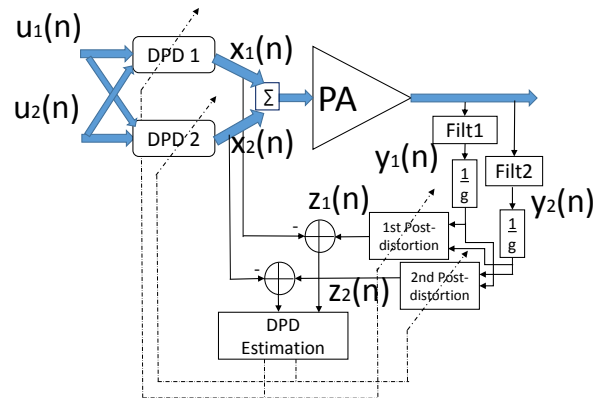 u1(n)
u2(n)
DPD 1
DPD 2
x1(n)
x2(n)
Σ
PA
Filt1
Filt2
y1(n)
y2(n)
1
g
1
g
z1(n)
z2(n)
-
-
1st Post-
distortion
2nd Post-
distortion
DPD
Estimation